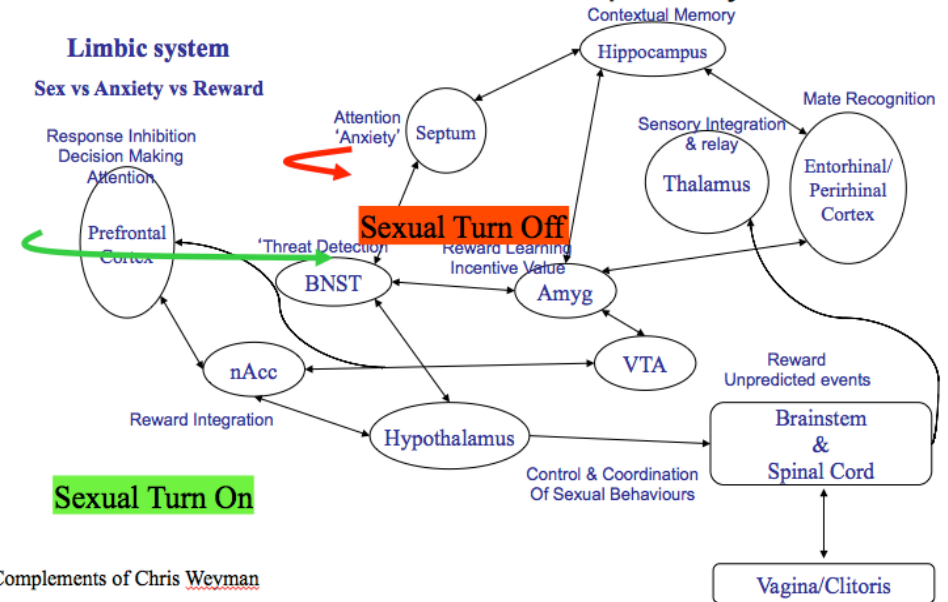 Contextual Memory
Hippocampus
Limbic system
Sex vs Anxiety vs Reward
Attention
'Anxiety'
Septum
Mate Recognition
Sensory Integration
& relay
Thalamus
Entorhinal/
Perirhinal
Cortex
Response Inhibition
Decision Making
Attention
Prefrontal
Cortex
Sexual Turn Off
'Threat Detection'
BNST
Reward Learning
Incentive Value
Amyg
nAcc
VTA
Reward
Unpredicted events
Reward Integration
Hypothalamus
Brainstem
&
Spinal Cord
Control & Coordination
Of Sexual Behaviours
Sexual Turn On
Complements of Chris Weyman
Vagina/Clitoris